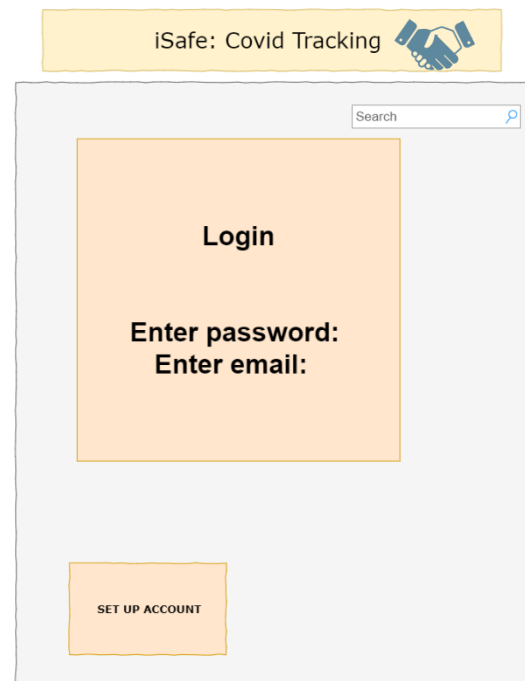 iSafe: Covid Tracking
Search
Login
Enter password:
Enter email:
SET UP ACCOUNT